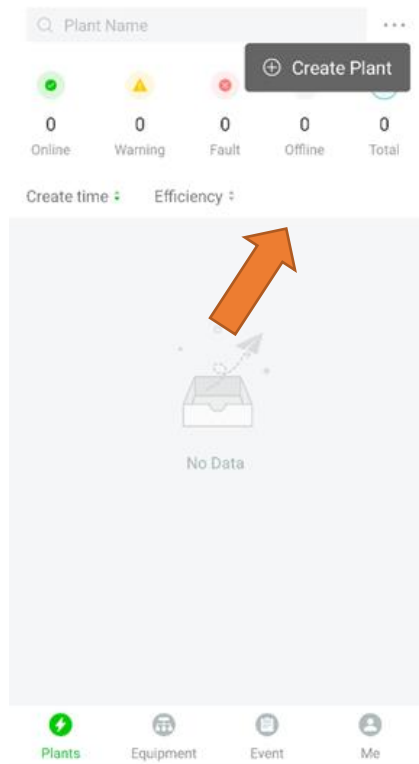 Plant Name
Create Plant
0 0 0 0 0
Online Warning Fault Offline Total
Create time Efficiency
No Data
Plants Equipment Event Me